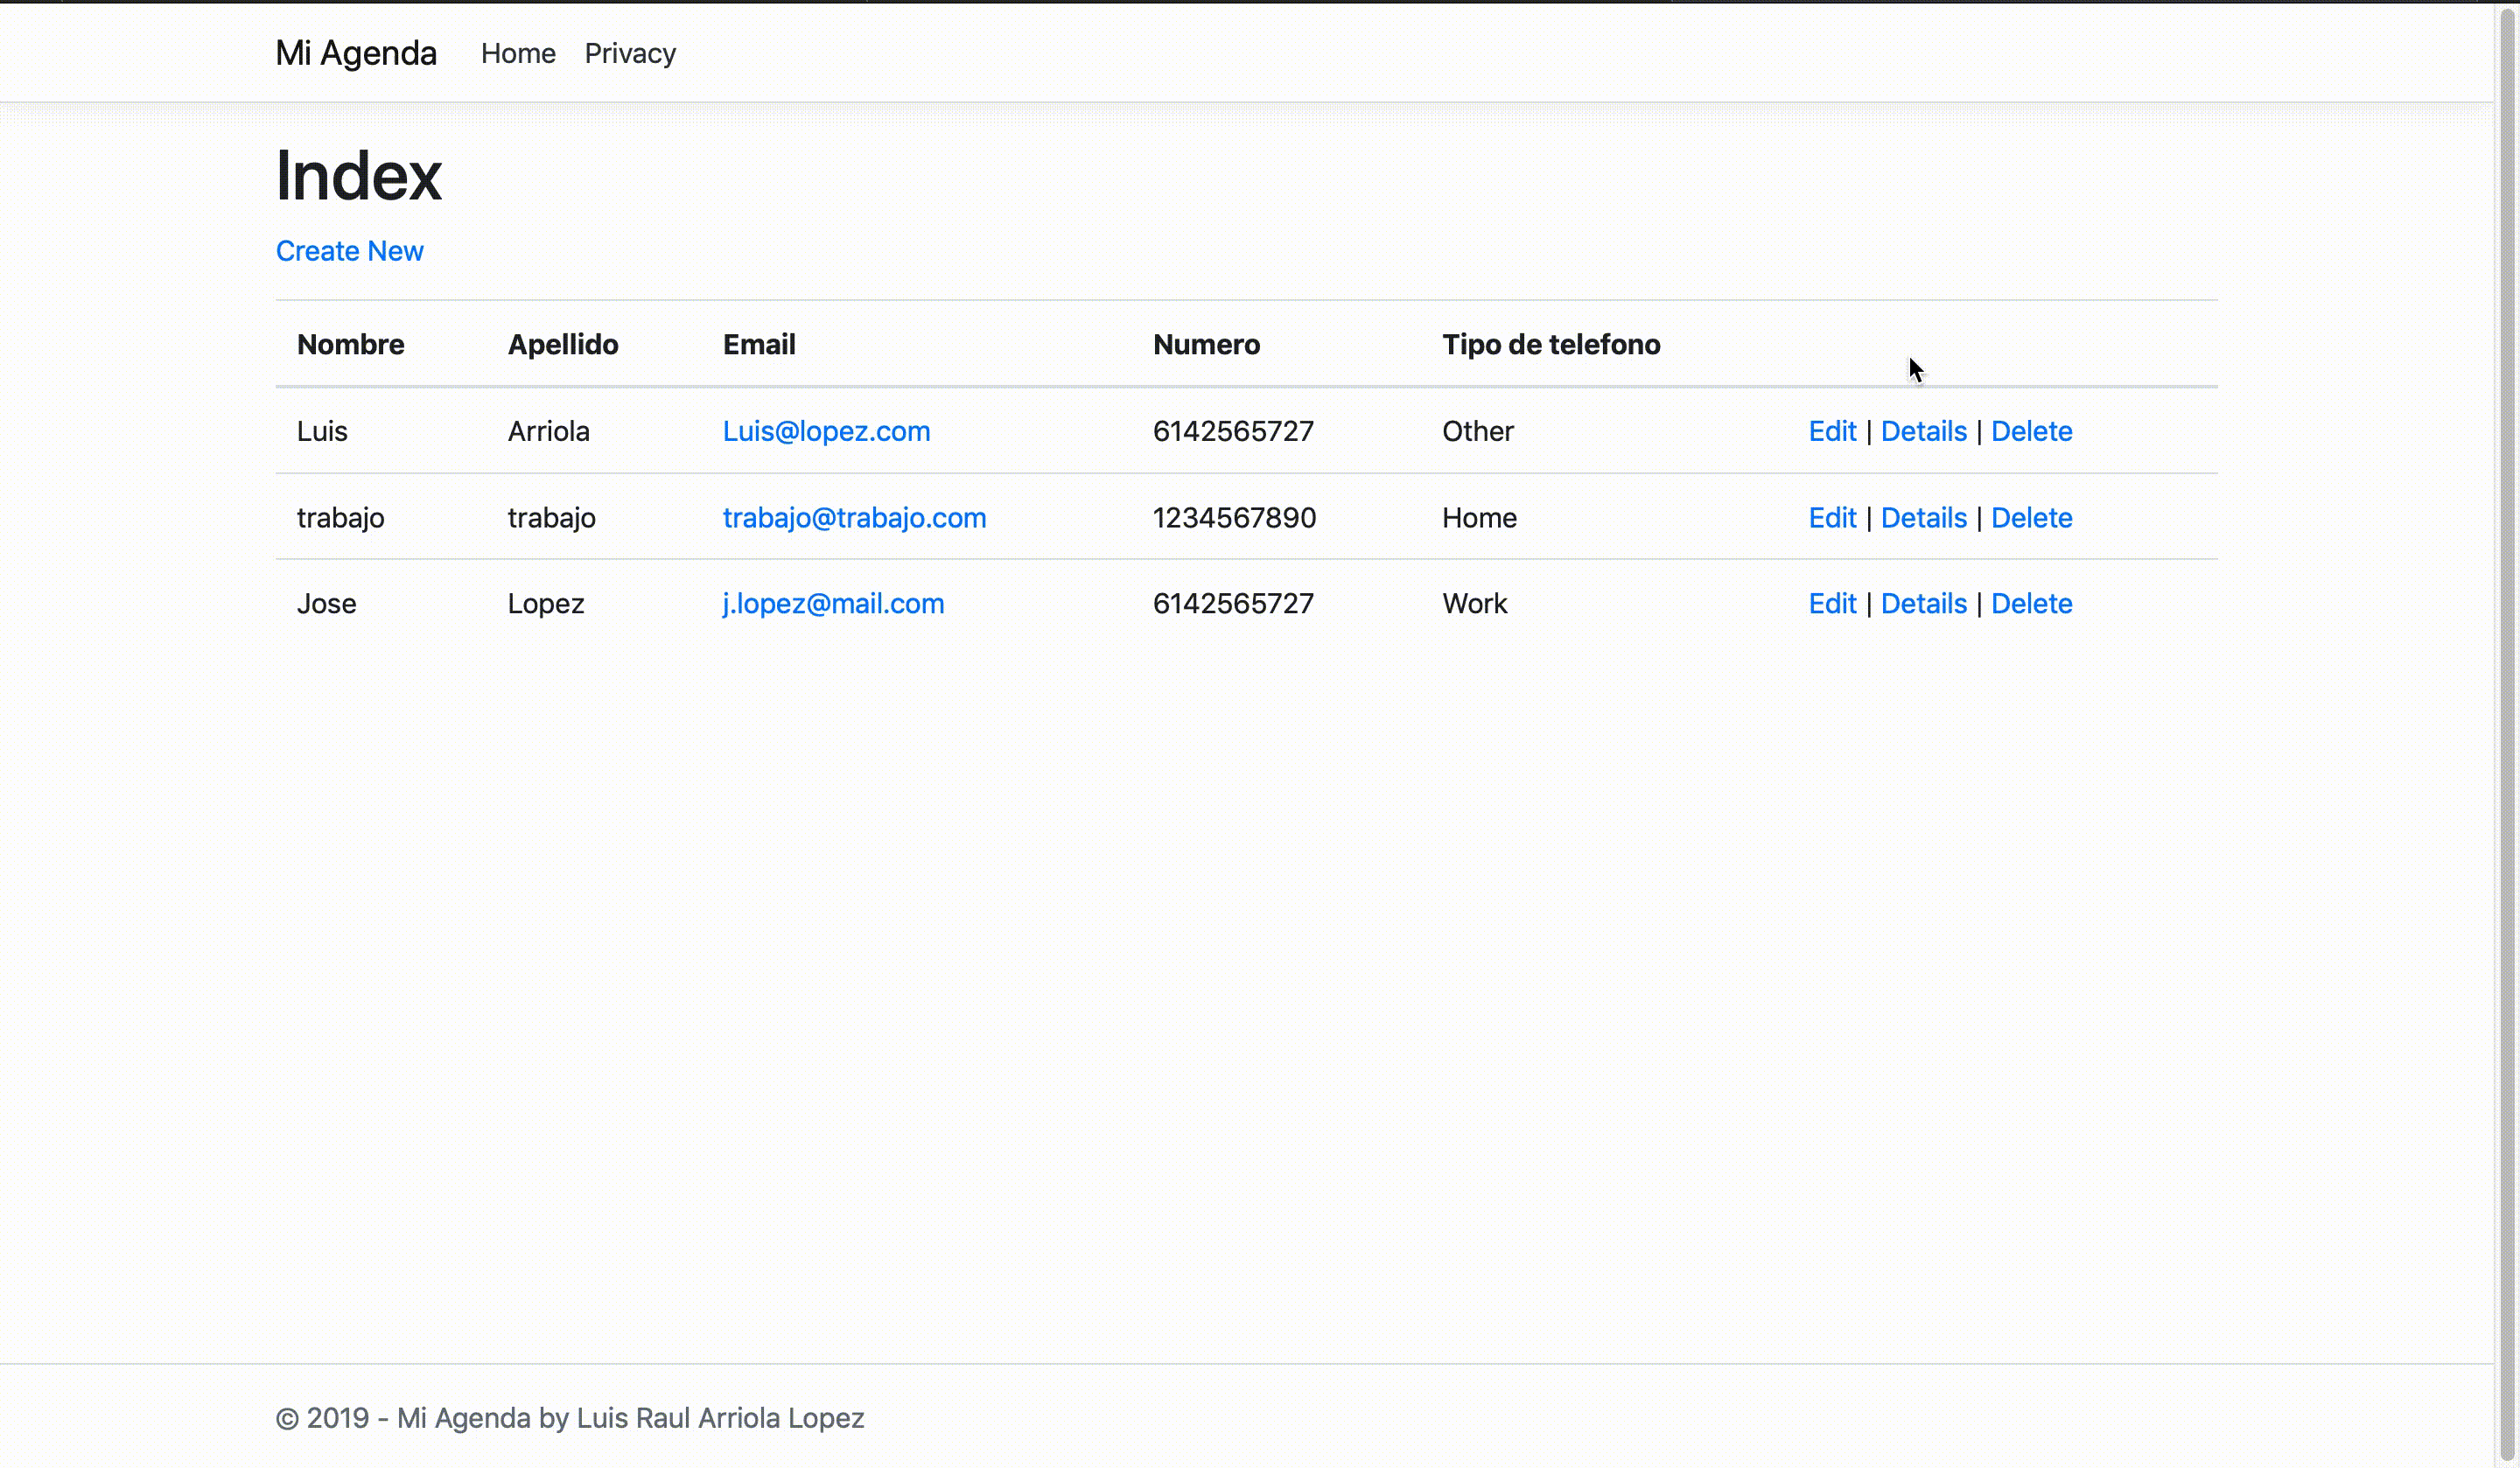 Mi Agenda Home Privacy
Index
Create New
Nombre Apellido Email Numero Tipo de telefono
Luis Arriola Luis@lopez.com 6142565727 Other Edit | Details | Delete
trabajo trabajo trabajo@trabajo.com 1234567890 Home Edit | Details | Delete
Jose Lopez j.lopez@mail.com 6142565727 Work Edit | Details | Delete
© 2019 - Mi Agenda by Luis Raul Arriola Lopez